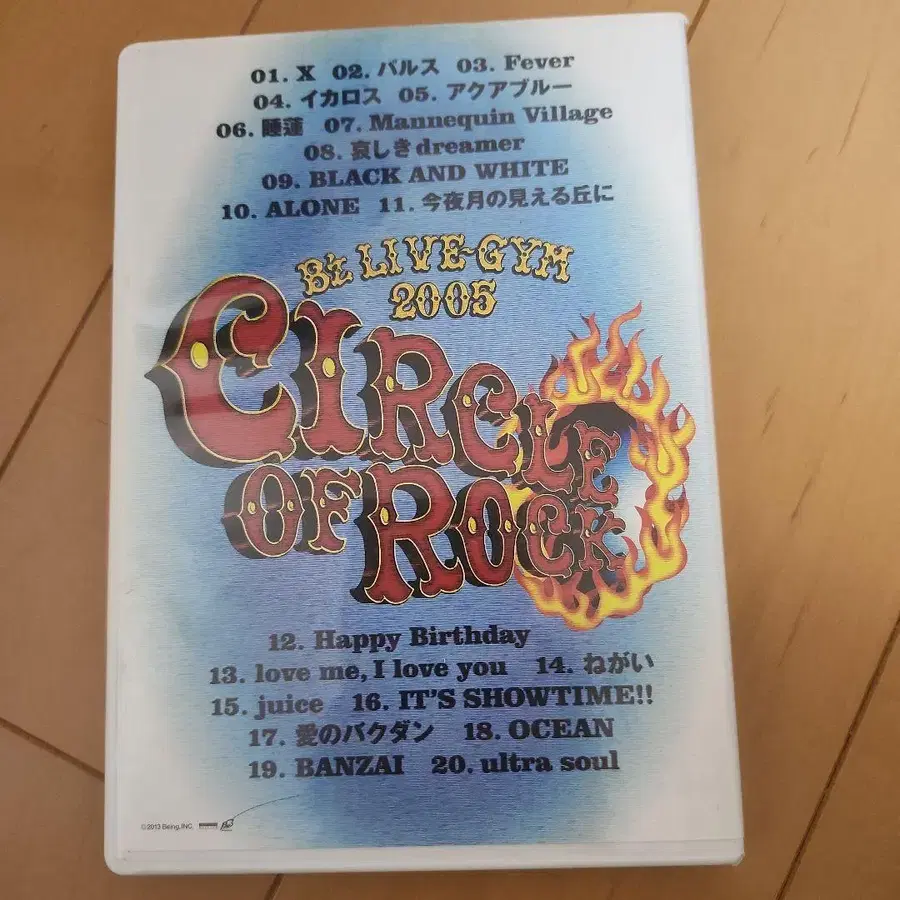 01. X 02. パルス 03. Fever
04. イカロス 05. アクアブルー
06. 睡蓮 07. Mannequin Village
08. 哀しきdreamer
09. BLACK AND WHITE
10. ALONE 11. 今夜月の見える丘に
B'z LIVE-GYM
2005
CIRCLE
OF ROCK
12. Happy Birthday
13. love me, I love you 14. ねがい
15. juice 16. IT'S SHOWTIME!!
17. 愛のバクダン 18. OCEAN
19. BANZAI 20. ultra soul
©2013 Being, INC.